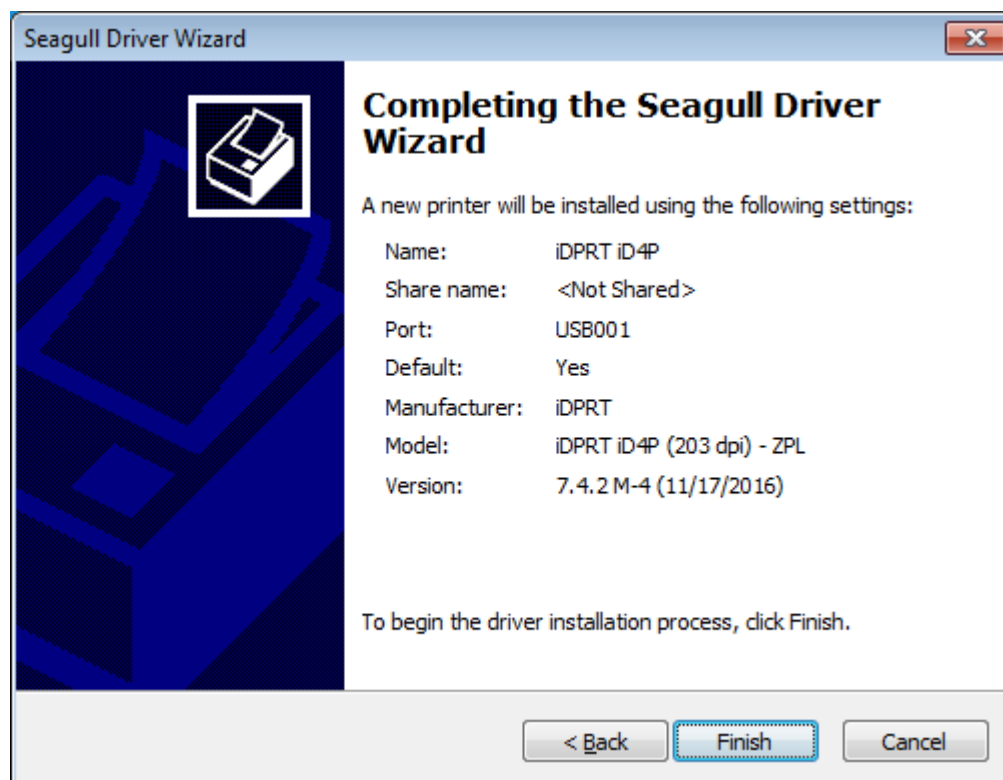 Seagull Driver Wizard
Completing the Seagull Driver
Wizard
A new printer will be installed using the following settings:
Name: iDPRT iD4P
Share name: <Not Shared>
Port: USB001
Default: Yes
Manufacturer: iDPRT
Model: iDPRT iD4P (203 dpi) - ZPL
Version: 7.4.2 M-4 (11/17/2016)
To begin the driver installation process, click Finish.
< Back Finish Cancel